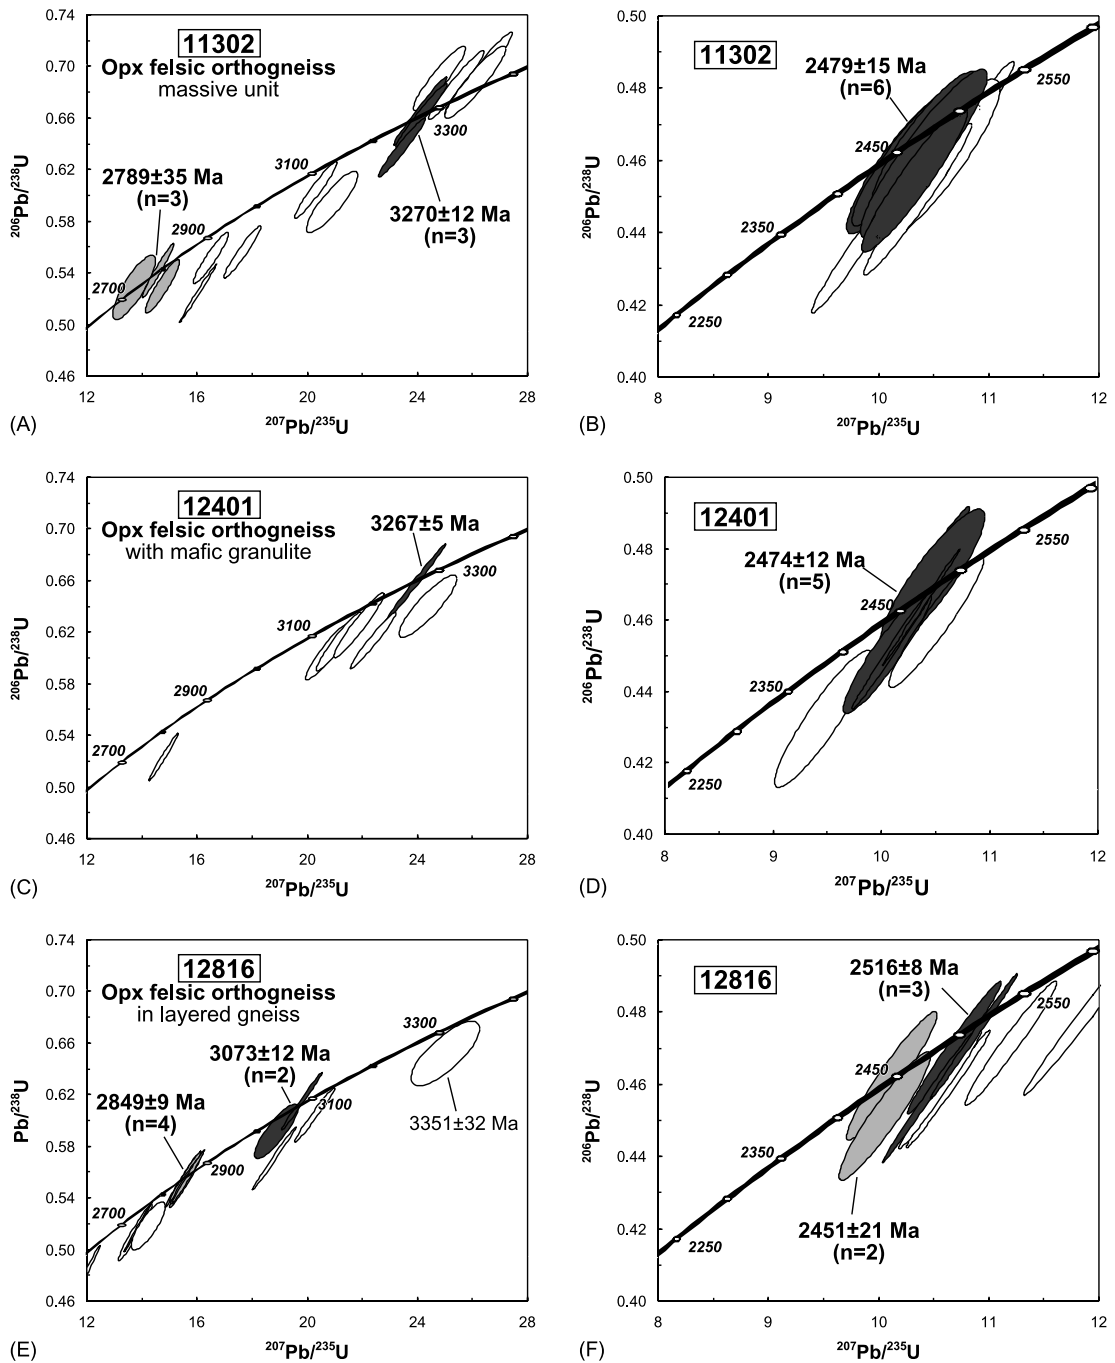 11302
Opx felsic orthogneiss
massive unit
0.74
0.70
0.66
0.62
0.58
0.54
0.50
0.46
²⁰⁶Pb/²³⁸U
3300
3100
2900
2700
2789±35 Ma
(n=3)
3270±12 Ma
(n=3)
12
16
20
24
28
(A)
²⁰⁷Pb/²³⁵U
11302
0.50
0.48
0.46
0.44
0.42
0.40
²⁰⁶Pb/²³⁸U
2479±15 Ma
(n=6)
2550
2450
2350
2250
8
9
10
11
12
(B)
²⁰⁷Pb/²³⁵U
12401
Opx felsic orthogneiss
with mafic granulite
0.74
0.70
0.66
0.62
0.58
0.54
0.50
0.46
²⁰⁶Pb/²³⁸U
3267±5 Ma
3300
3100
2900
2700
12
16
20
24
28
(C)
²⁰⁷Pb/²³⁵U
12401
0.50
0.48
0.46
0.44
0.42
0.40
²⁰⁶Pb/²³⁸U
2474±12 Ma
(n=5)
2550
2450
2350
2250
8
9
10
11
12
(D)
²⁰⁷Pb/²³⁵U
12816
Opx felsic orthogneiss
in layered gneiss
0.74
0.70
0.66
0.62
0.58
0.54
0.50
0.46
Pb/²³⁸U
3300
3073±12 Ma
(n=2)
3100
2849±9 Ma
(n=4)
3351±32 Ma
2900
2700
12
16
20
24
28
(E)
²⁰⁷Pb/²³⁵U
12816
0.50
0.48
0.46
0.44
0.42
0.40
²⁰⁶Pb/²³⁸U
2516±8 Ma
(n=3)
2550
2450
2350
2451±21 Ma
(n=2)
2250
8
9
10
11
12
(F)
²⁰⁷Pb/²³⁵U